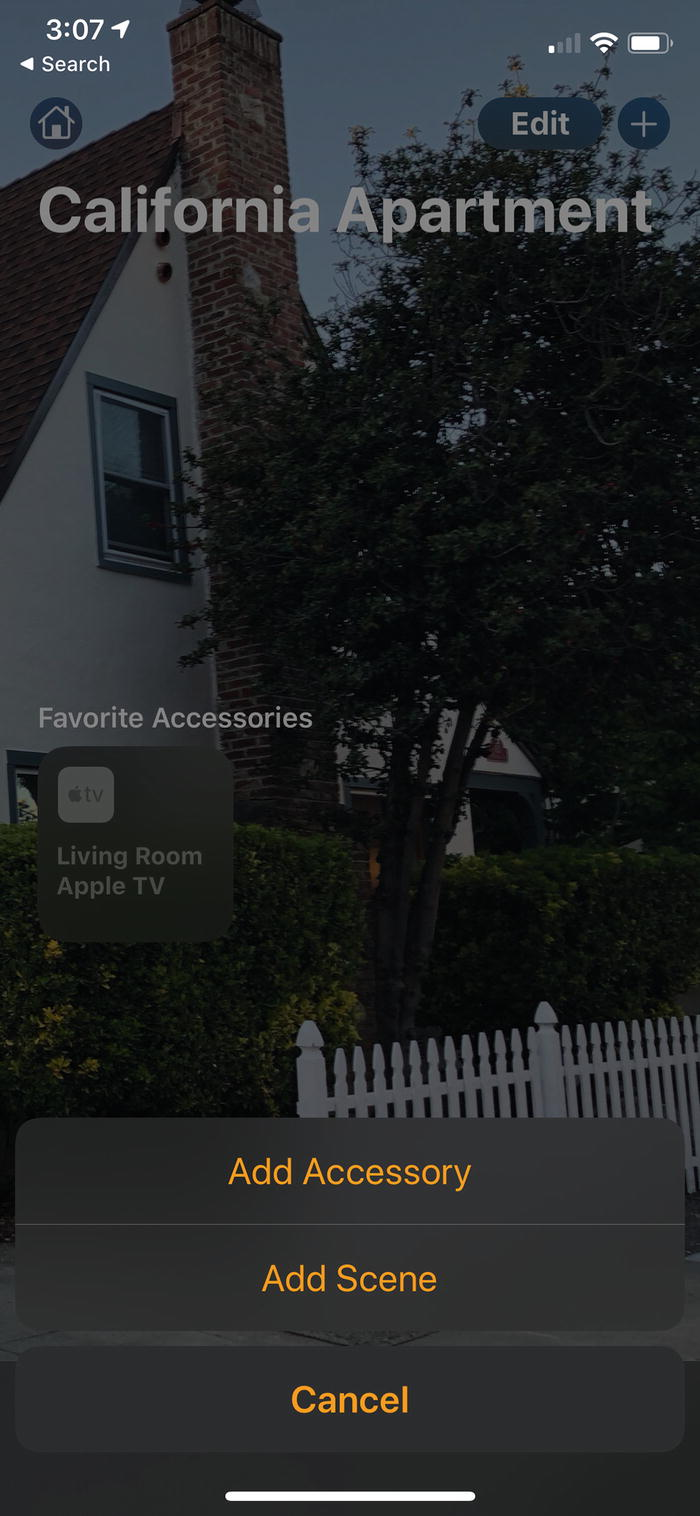 3:07
Search
Edit
California Apartment
Favorite Accessories
tv
Living Room
Apple TV
Add Accessory
Add Scene
Cancel